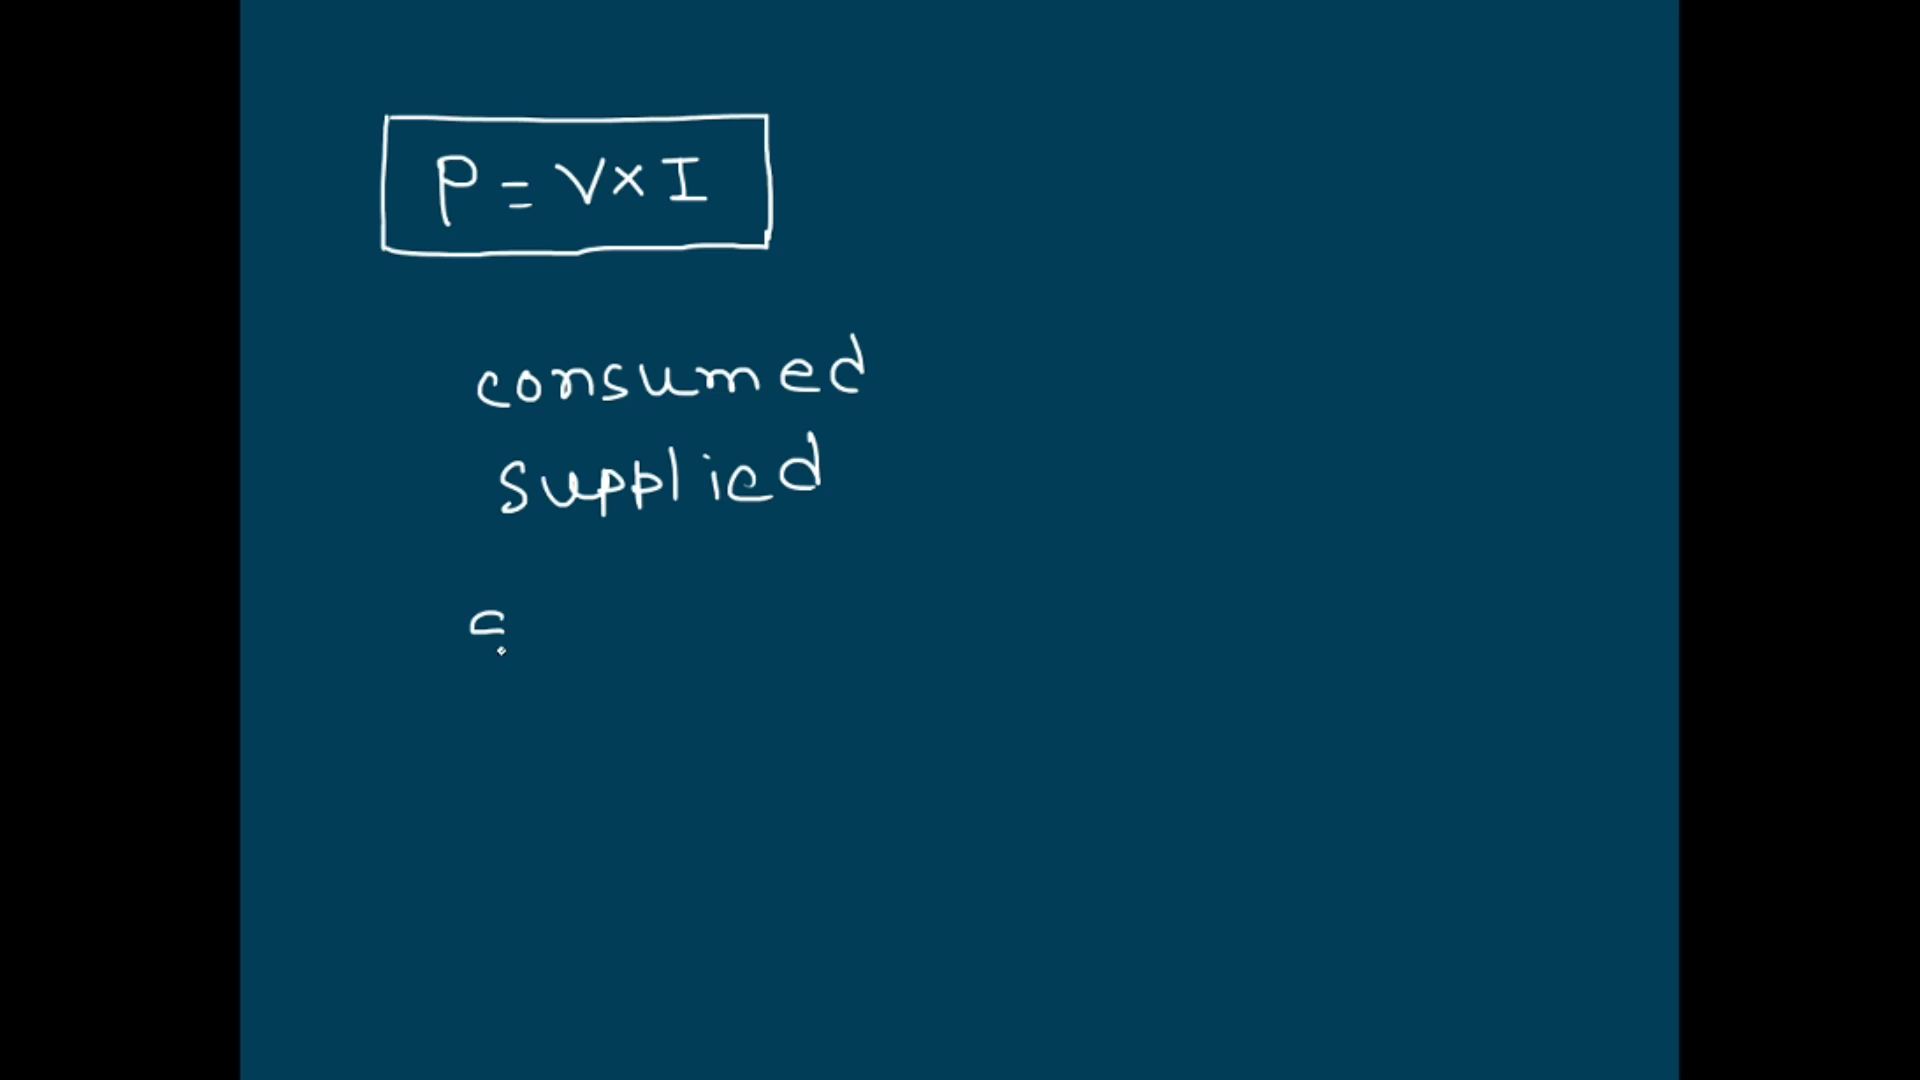 P = V × I
consumed
supplied